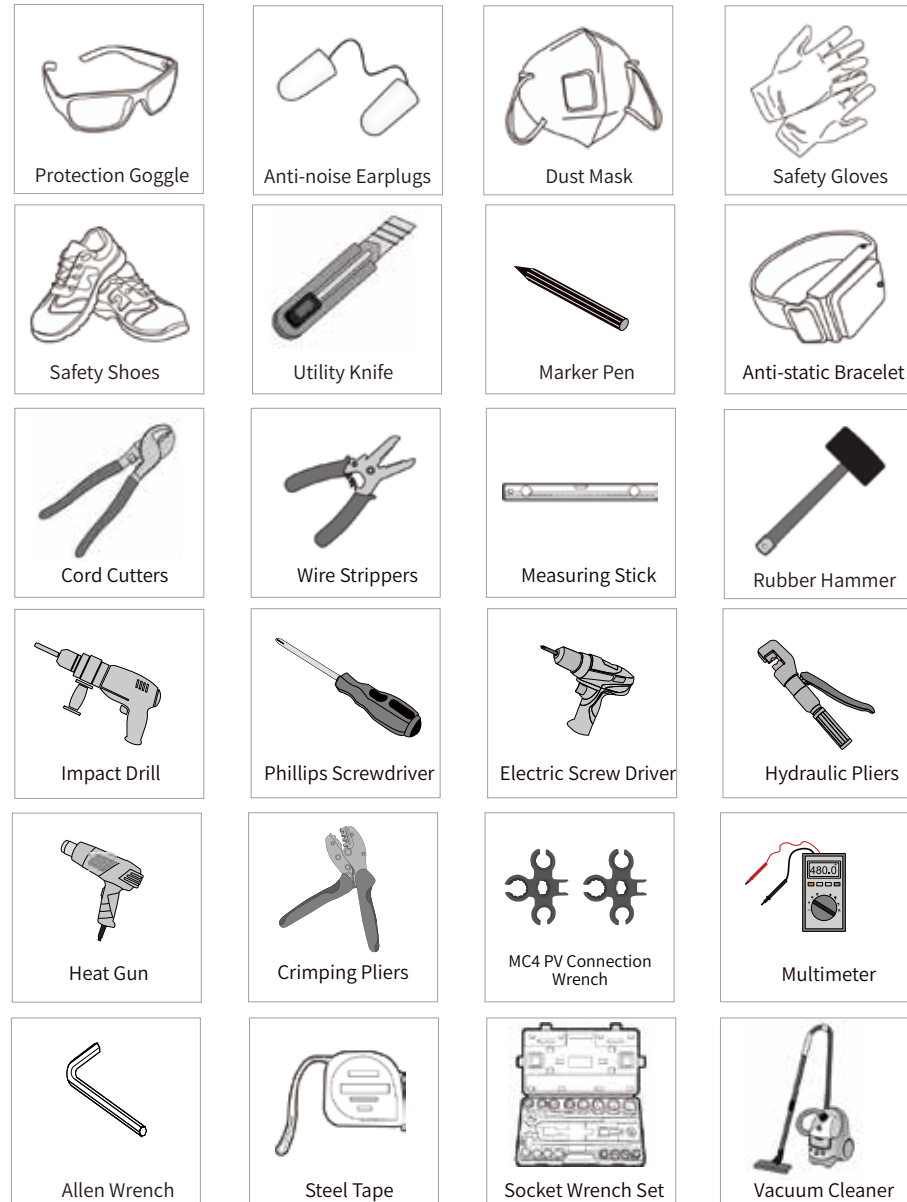 Protection Goggle
Anti-noise Earplugs
Dust Mask
Safety Gloves
Safety Shoes
Utility Knife
Marker Pen
Anti-static Bracelet
Cord Cutters
Wire Strippers
Measuring Stick
Rubber Hammer
Impact Drill
Phillips Screwdriver
Electric Screw Driver
Hydraulic Pliers
480.0
Heat Gun
Crimping Pliers
MC4 PV Connection
Wrench
Multimeter
Allen Wrench
Steel Tape
Socket Wrench Set
Vacuum Cleaner